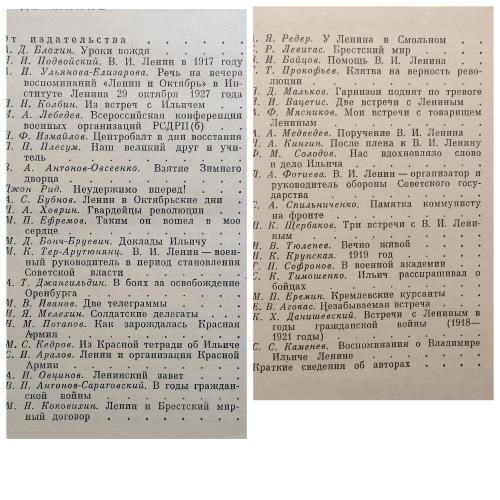 От издательства
А. Д. Блохин. Уроки вождя
Н. И. Подвойский. В. И. Ленин в 1917 году
А. И. Ульянова-Елизарова. Речь на вечере
воспоминаний «Ленин и Октябрь» в Ин-
ституте Ленина 29 октября 1927 года
Н. И. Колбин. Из встреч с Ильичем
М. А. Лебедев. Всероссийская конференция
военных организаций РСДРП(б)
Н. Ф. Измайлов. Центробалт в дни восстания
П. П. Плесум. Наш великий друг и учи-
тель
В. А. Антонов-Овсеенко. Взятие Зимнего
дворца
Джон Рид. Неудержимо вперед!
А. С. Бубнов. Ленин в Октябрьские дни
Н. А. Ховрин. Гвардейцы революции
М. П. Ефремов. Таким он вошел в мое
сердце
М. Д. Бонч-Бруевич. Доклады Ильичу
М. К. Тер-Арутюнянц. В. И. Ленин — воен-
ный руководитель в период становления
Советской власти
А. Т. Джангильдин. В боях за освобождение
Оренбурга
М. В. Иванов. Две телеграммы
Н. Я. Мелехин. Солдатские делегаты
Н. М. Потапов. Как зарождалась Красная
Армия
М. С. Кедров. Из Красной тетради об Ильиче
С. И. Аралов. Ленин и организация Красной
Армии
А. Н. Овцинов. Ленинский завет
В. П. Антонов-Саратовский. В годы граждан-
ской войны
М. Н. Коковихин. Ленин и Брестский мир-
ный договор
А. Я. Редер. У Ленина в Смольном
С. Р. Левигас. Брестский мир
В. И. Бойцов. Помощь В. И. Ленина
Г. Т. Прокофьев. Клятва на верность рево-
люции
П. Д. Мальков. Гарнизон поднят по тревоге
И. И. Вацетис. Две встречи с Лениным
А. Ф. Мясников. Мои встречи с товарищем
Лениным
М. А. Медведев. Поручение В. И. Ленина
Н. А. Кингин. После плена к В. И. Ленину
Ф. М. Солодов. Нас вдохновляло слово
и дело Ильича
Л. А. Фотиева. В. И. Ленин — организатор и
руководитель обороны Советского госу-
дарства
С. А. Спильниченко. Памятка коммунисту
на фронте
П. К. Щербаков. Три встречи с В. И. Лени-
ным
И. В. Тюленев. Вечно живой
Н. К. Крупская. 1919 год
Г. П. Софронов. В военной академии
С. К. Тимошенко. Ильич расспрашивал о
бойцах
М. П. Еремин. Кремлевские курсанты
Е. В. Агокас. Незабываемая встреча
К. Х. Данишевский. Встречи с Лениным в
годы гражданской войны (1918—
1921 годы)
С. С. Каменев. Воспоминания о Владимире
Ильиче Ленине
Краткие сведения об авторах